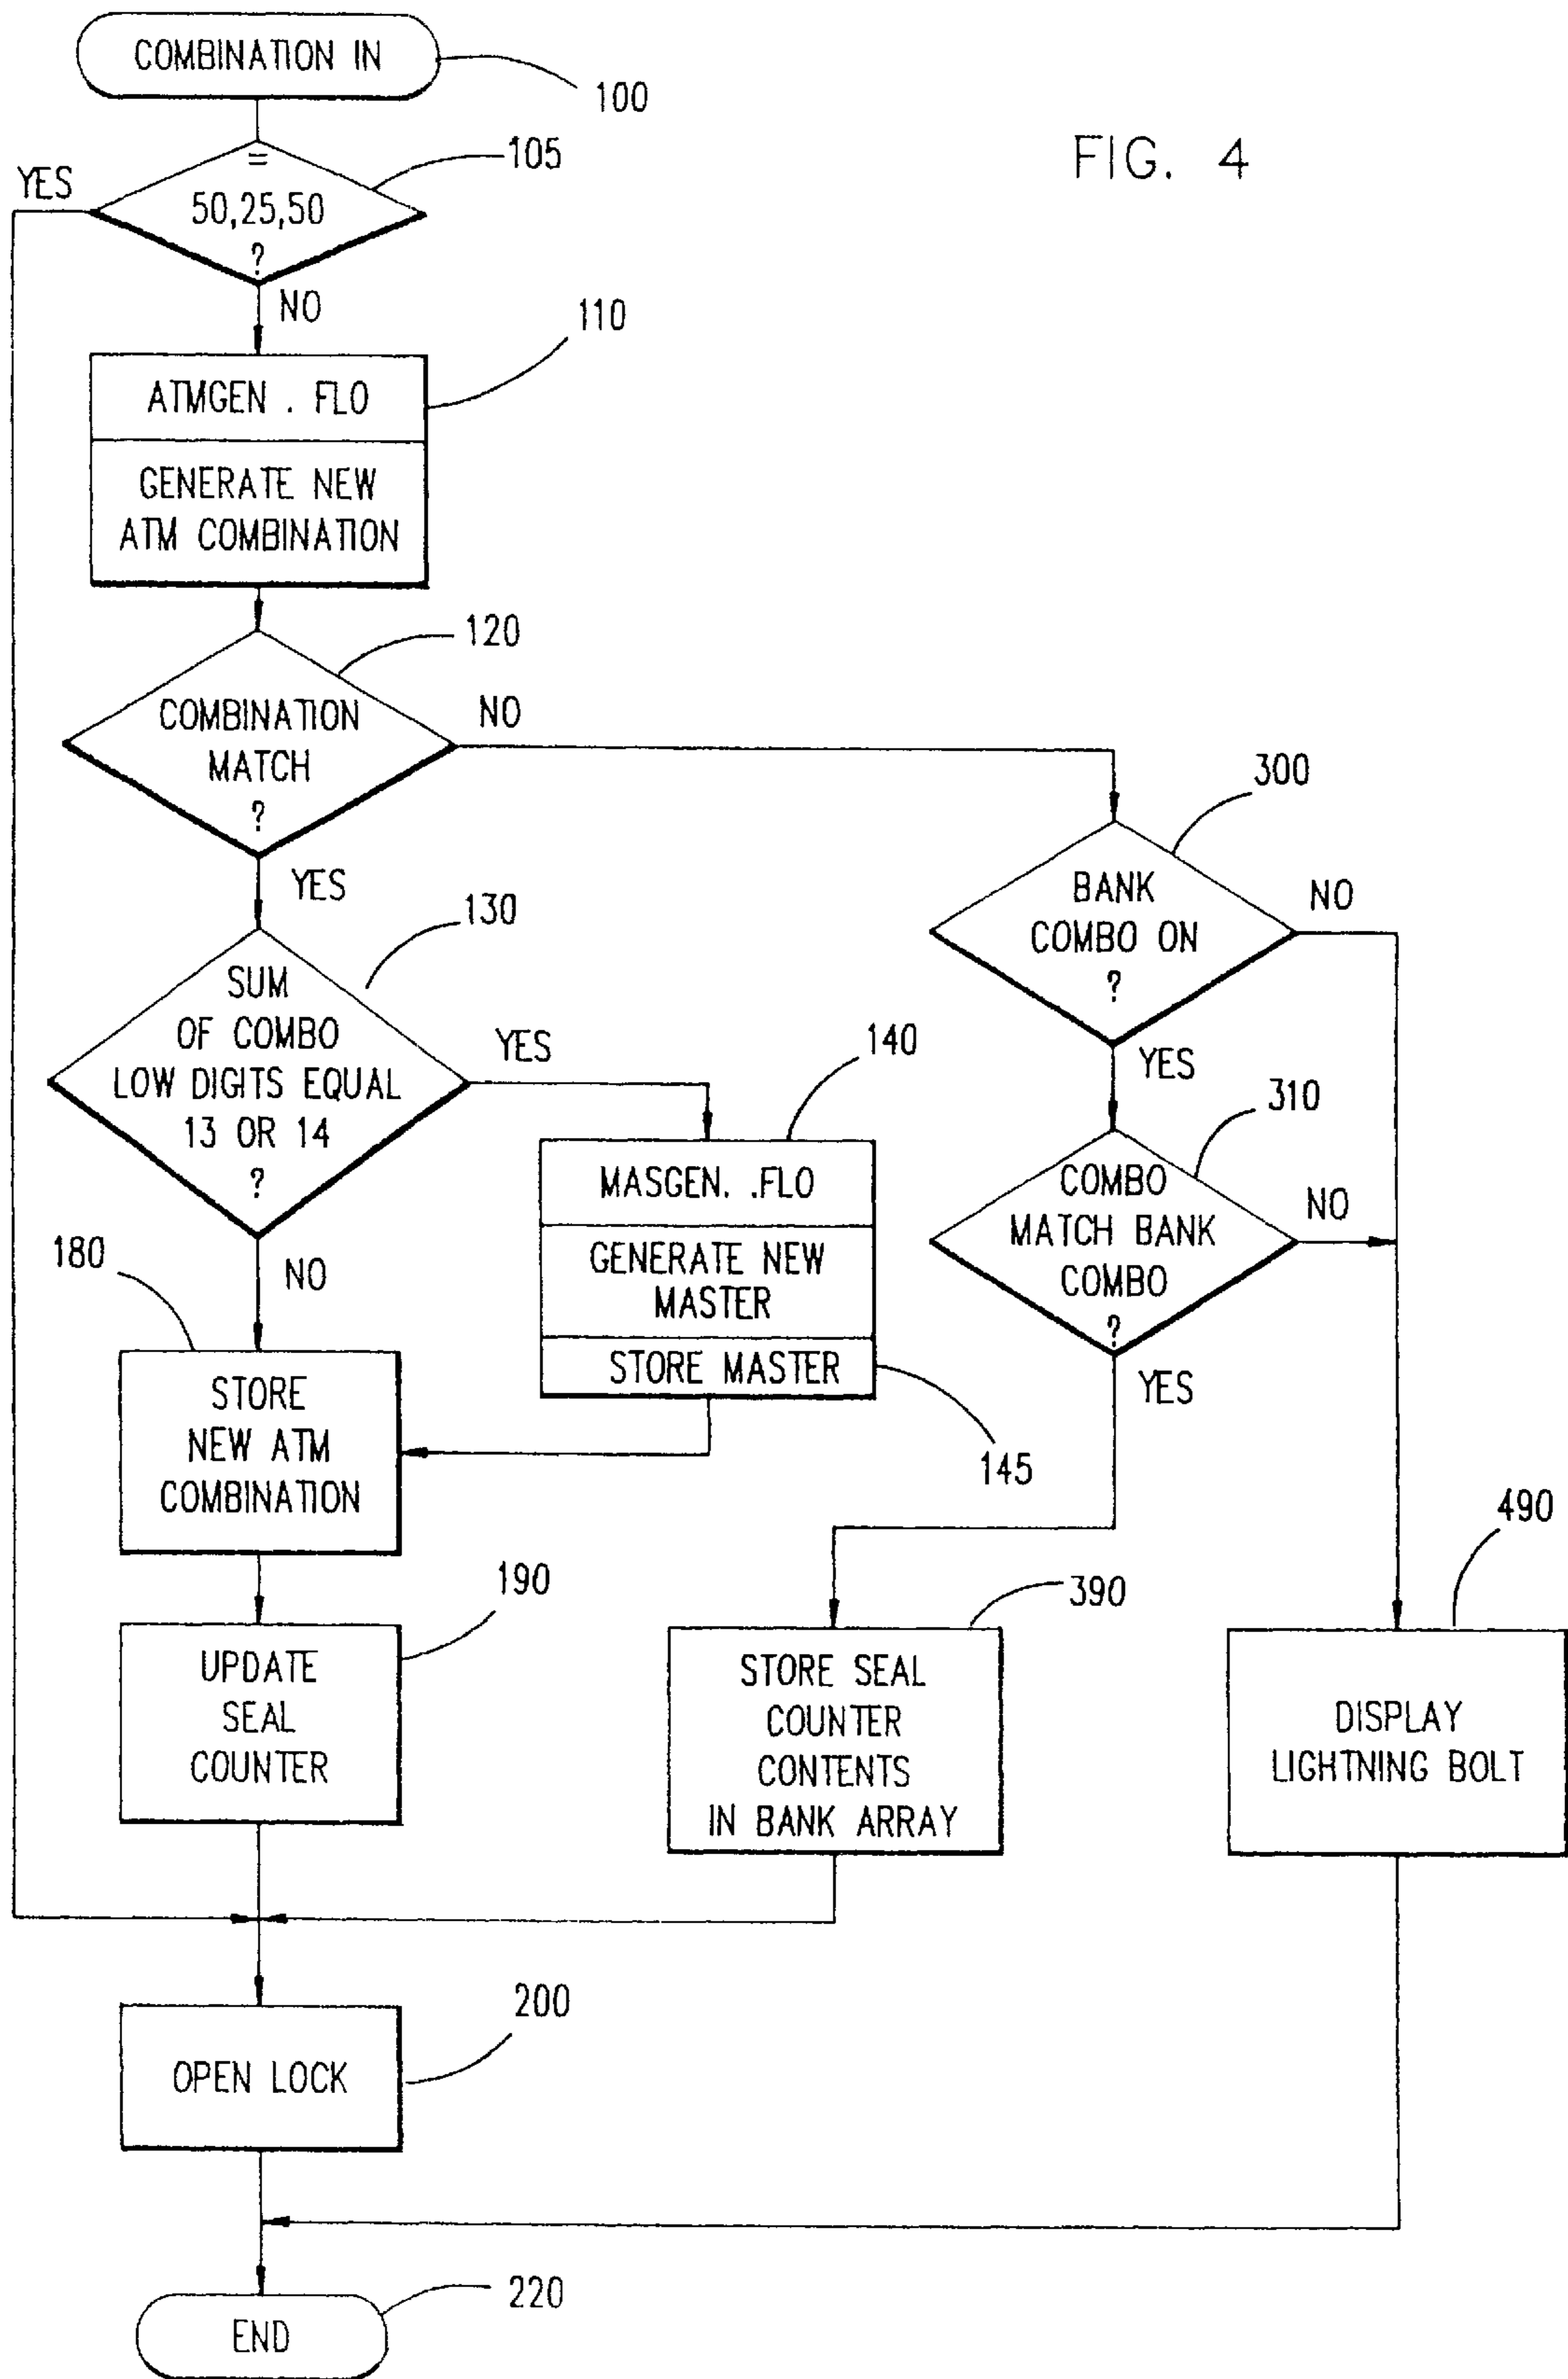 COMBINATION IN
100
FIG. 4
=
50,25,50
?
105
YES
NO
110
ATMGEN . FLO
GENERATE NEW
ATM COMBINATION
120
COMBINATION
MATCH
?
NO
YES
300
BANK
COMBO ON
?
NO
YES
130
SUM
OF COMBO
LOW DIGITS EQUAL
13 OR 14
?
YES
NO
140
MASGEN. .FLO
GENERATE NEW
MASTER
STORE MASTER
145
310
COMBO
MATCH BANK
COMBO
?
NO
YES
180
STORE
NEW ATM
COMBINATION
190
UPDATE
SEAL
COUNTER
390
STORE SEAL
COUNTER
CONTENTS
IN BANK ARRAY
490
DISPLAY
LIGHTNING BOLT
200
OPEN LOCK
220
END